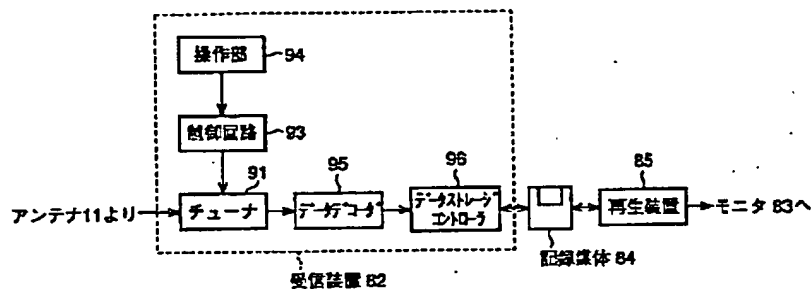 操作部
94
制御回路
93
91
95
96
85
アンテナ11より
チューナ
データデコーダ
データストレージ
コントローラ
再生装置
モニタ 83へ
記録媒体 84
受信装置 82